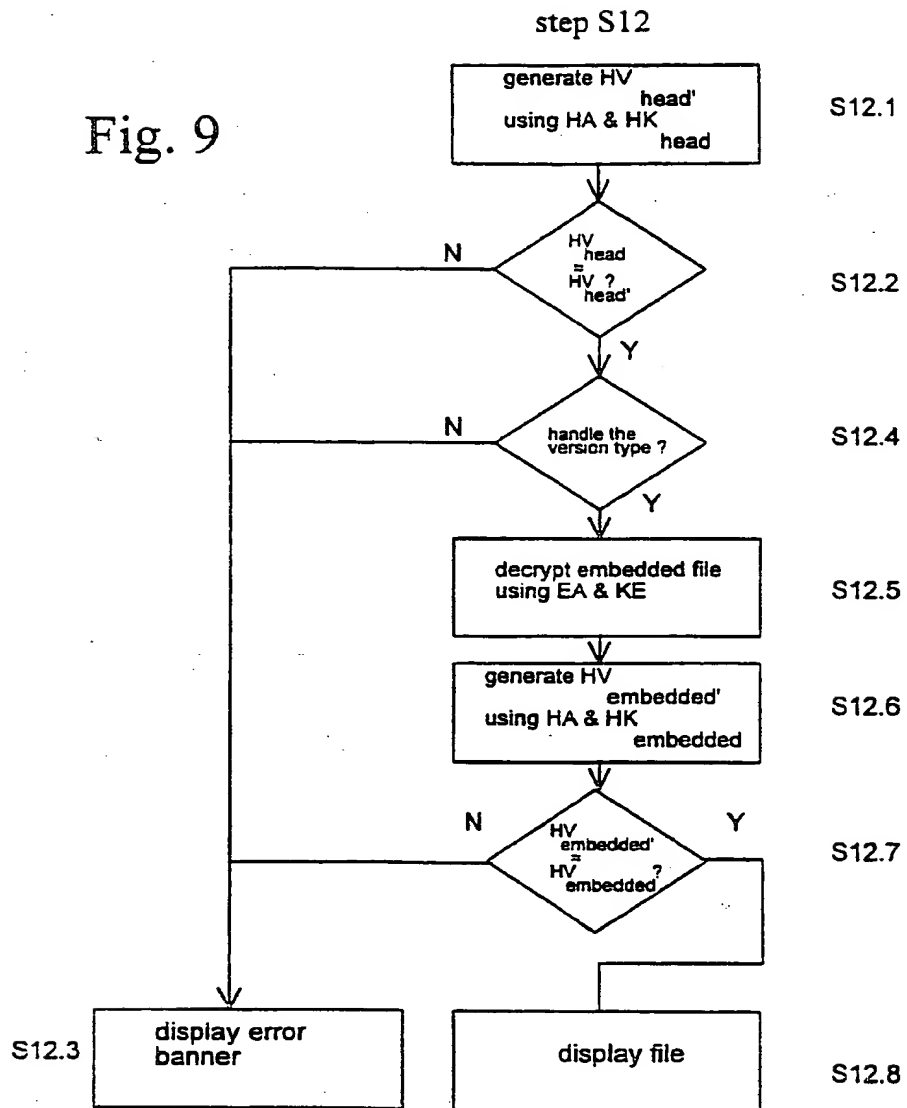 step S12
Fig. 9
generate HV head'
using HA & HK head
S12.1
HV head
=
HV head' ?
N
S12.2
Y
handle the
version type ?
N
S12.4
Y
decrypt embedded file
using EA & KE
S12.5
generate HV embedded'
using HA & HK embedded
S12.6
N
HV embedded'
=
HV embedded ?
Y
S12.7
S12.3
display error
banner
display file
S12.8